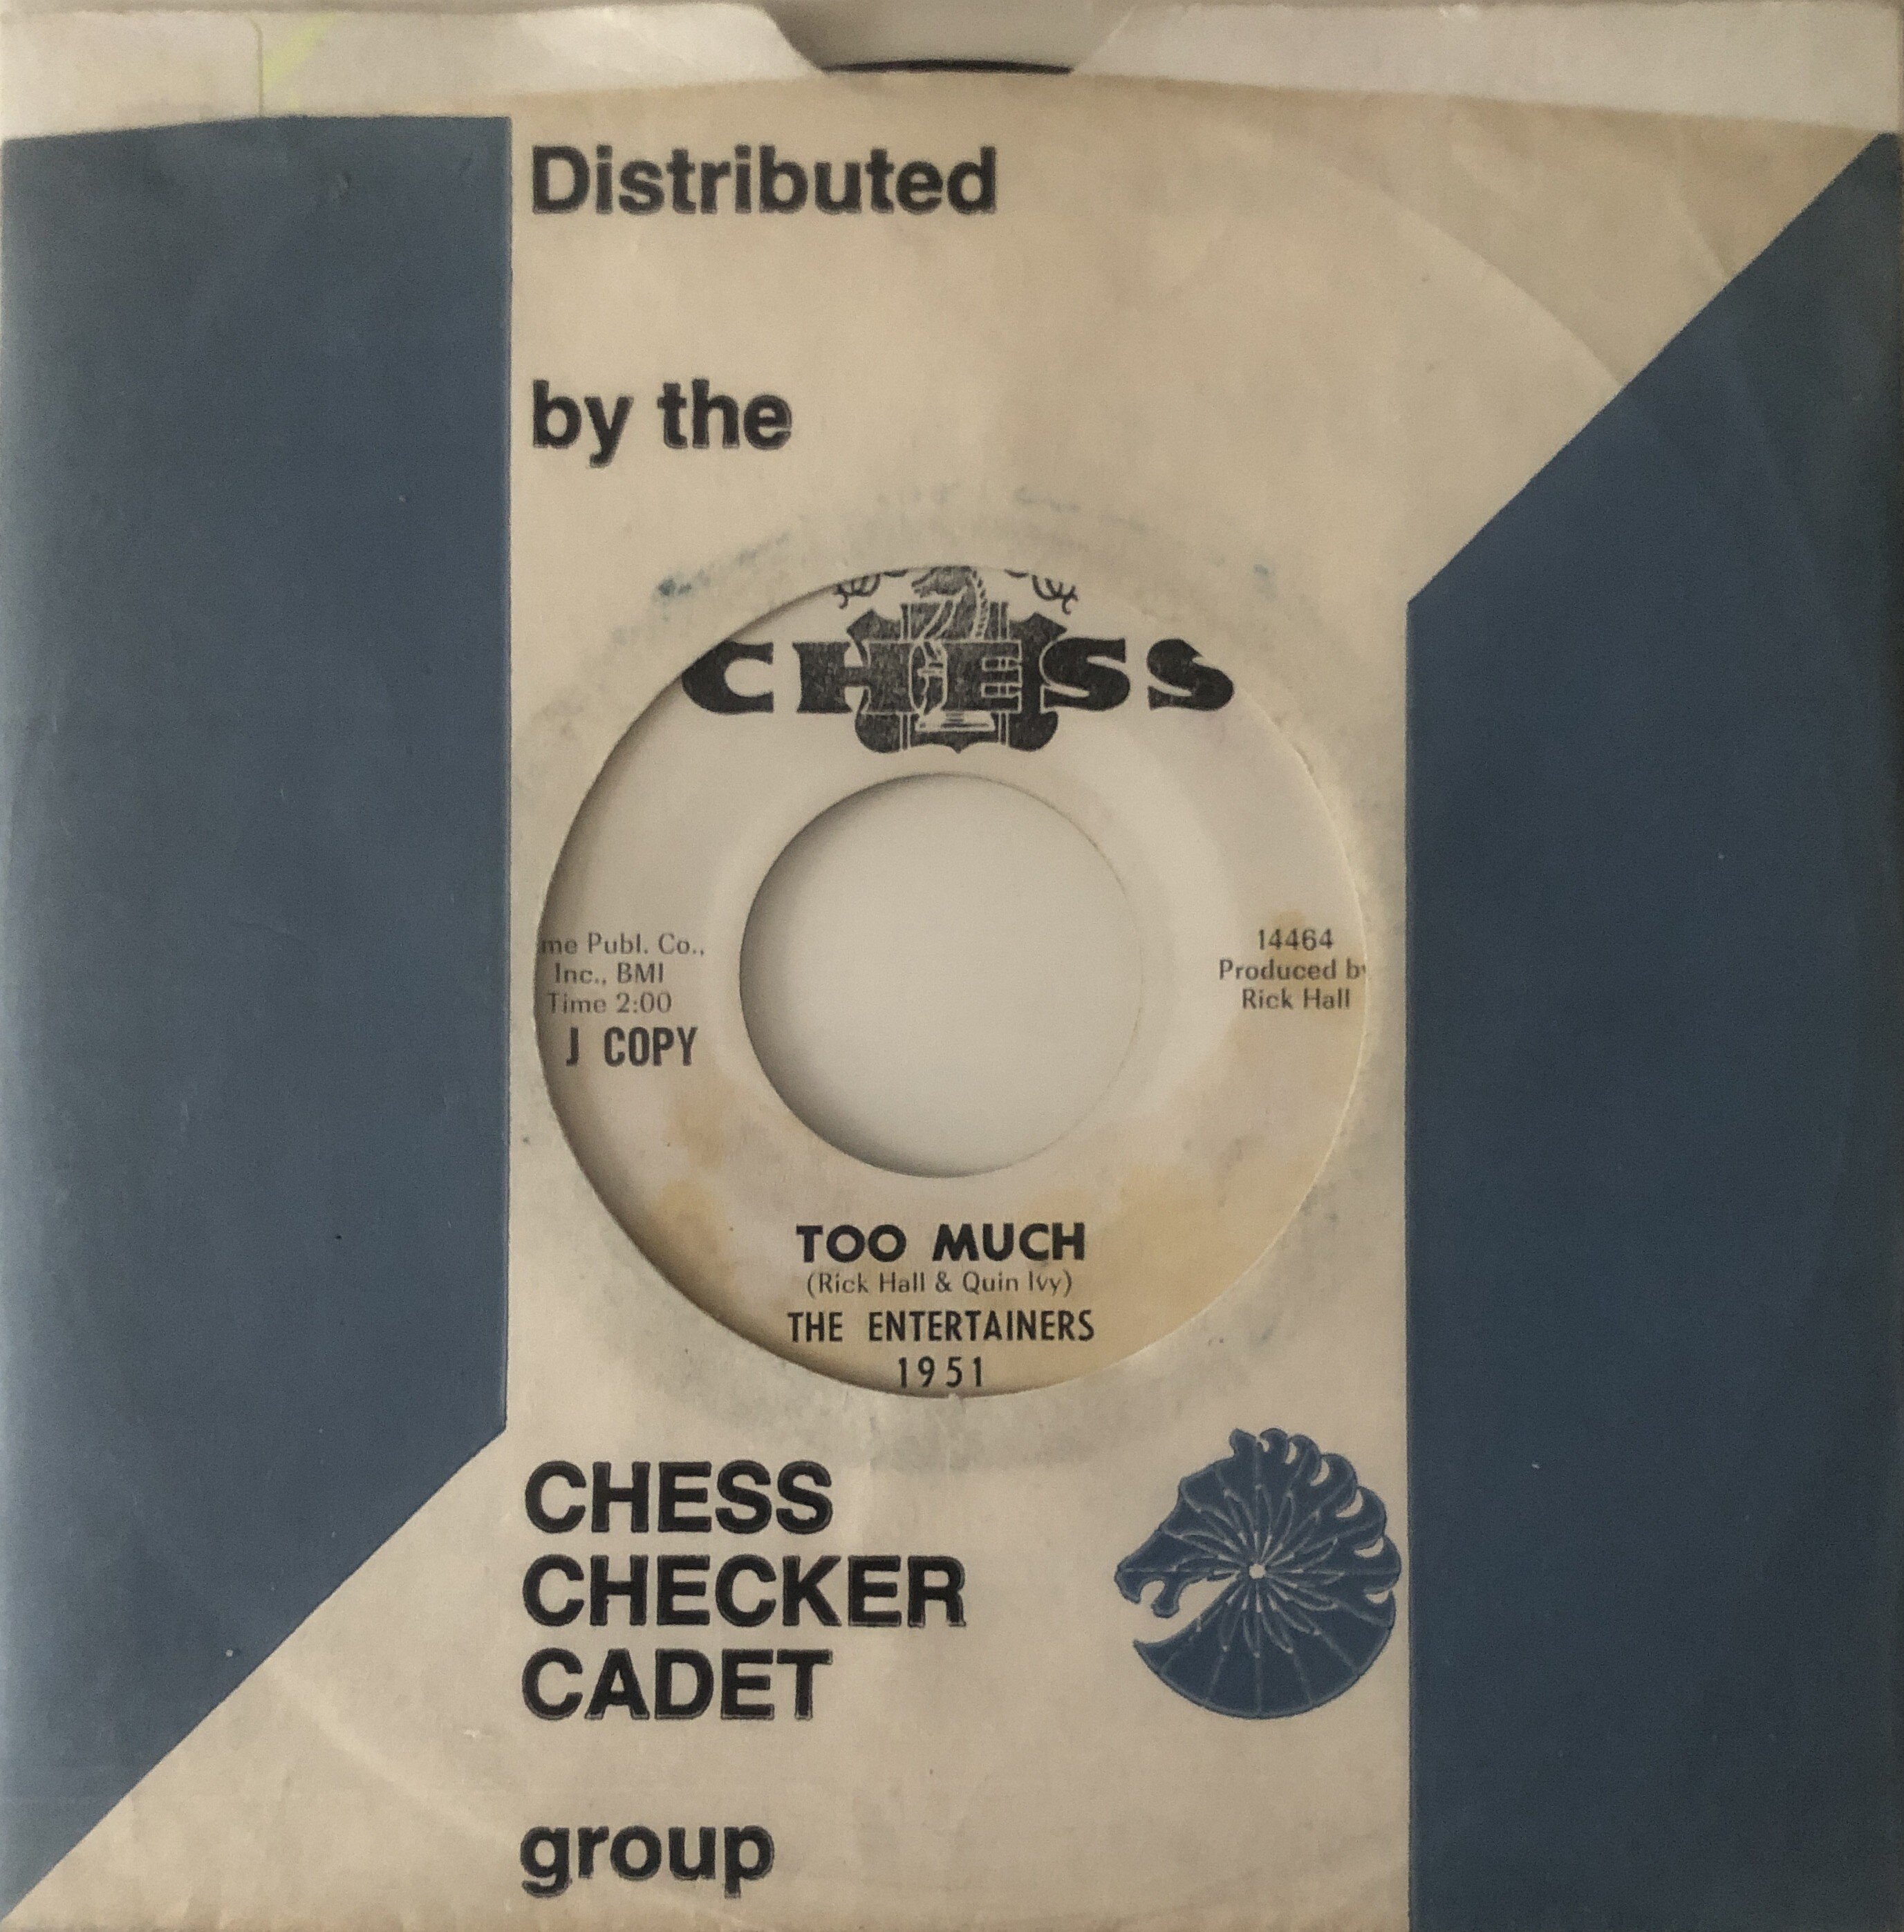 Distributed
by the
CHESS
me Publ. Co.,
Inc., BMI
Time 2:00
J COPY
14464
Produced by
Rick Hall
TOO MUCH
(Rick Hall & Quin Ivy)
THE ENTERTAINERS
1951
CHESS
CHECKER
CADET
group